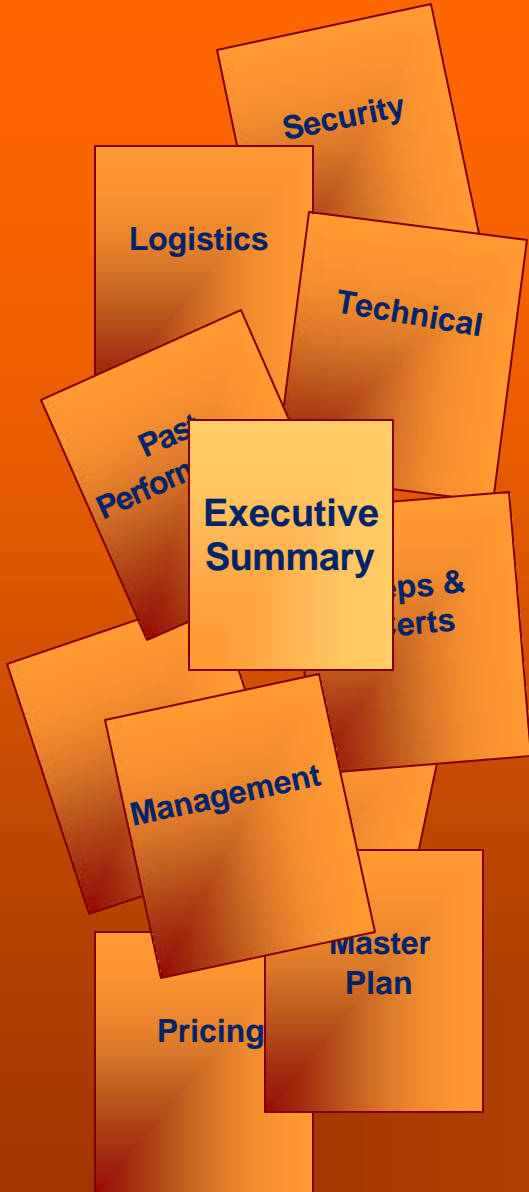 Security
Logistics
Technical
Past
Executive
Summary
&
Management
Master
Plan
Pricing